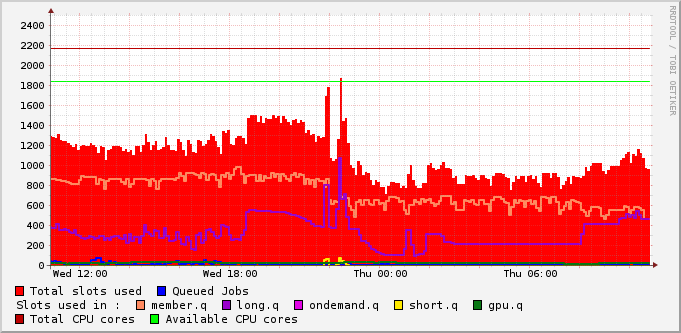 RRDTOOL / TOBI OETIKER
2400
2200
2000
1800
1600
1400
1200
1000
800
600
400
200
0
Wed 12:00 Wed 18:00 Thu 00:00 Thu 06:00
Total slots used Queued Jobs
Slots used in : member.q long.q ondemand.q short.q gpu.q
Total CPU cores Available CPU cores